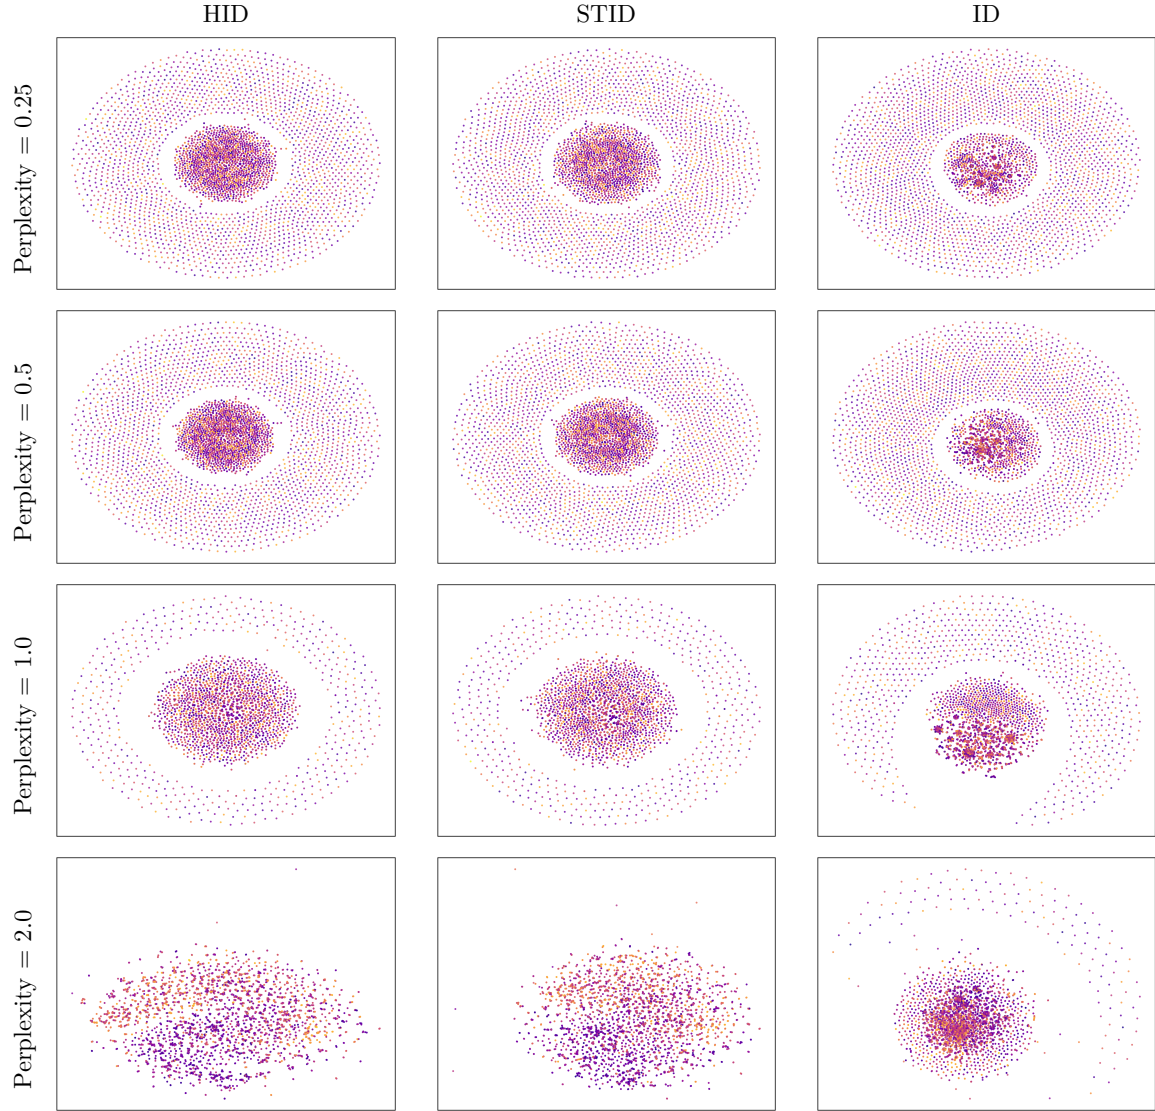 HID STID ID
Perplexity = 0.25
Perplexity = 0.5
Perplexity = 1.0
Perplexity = 2.0